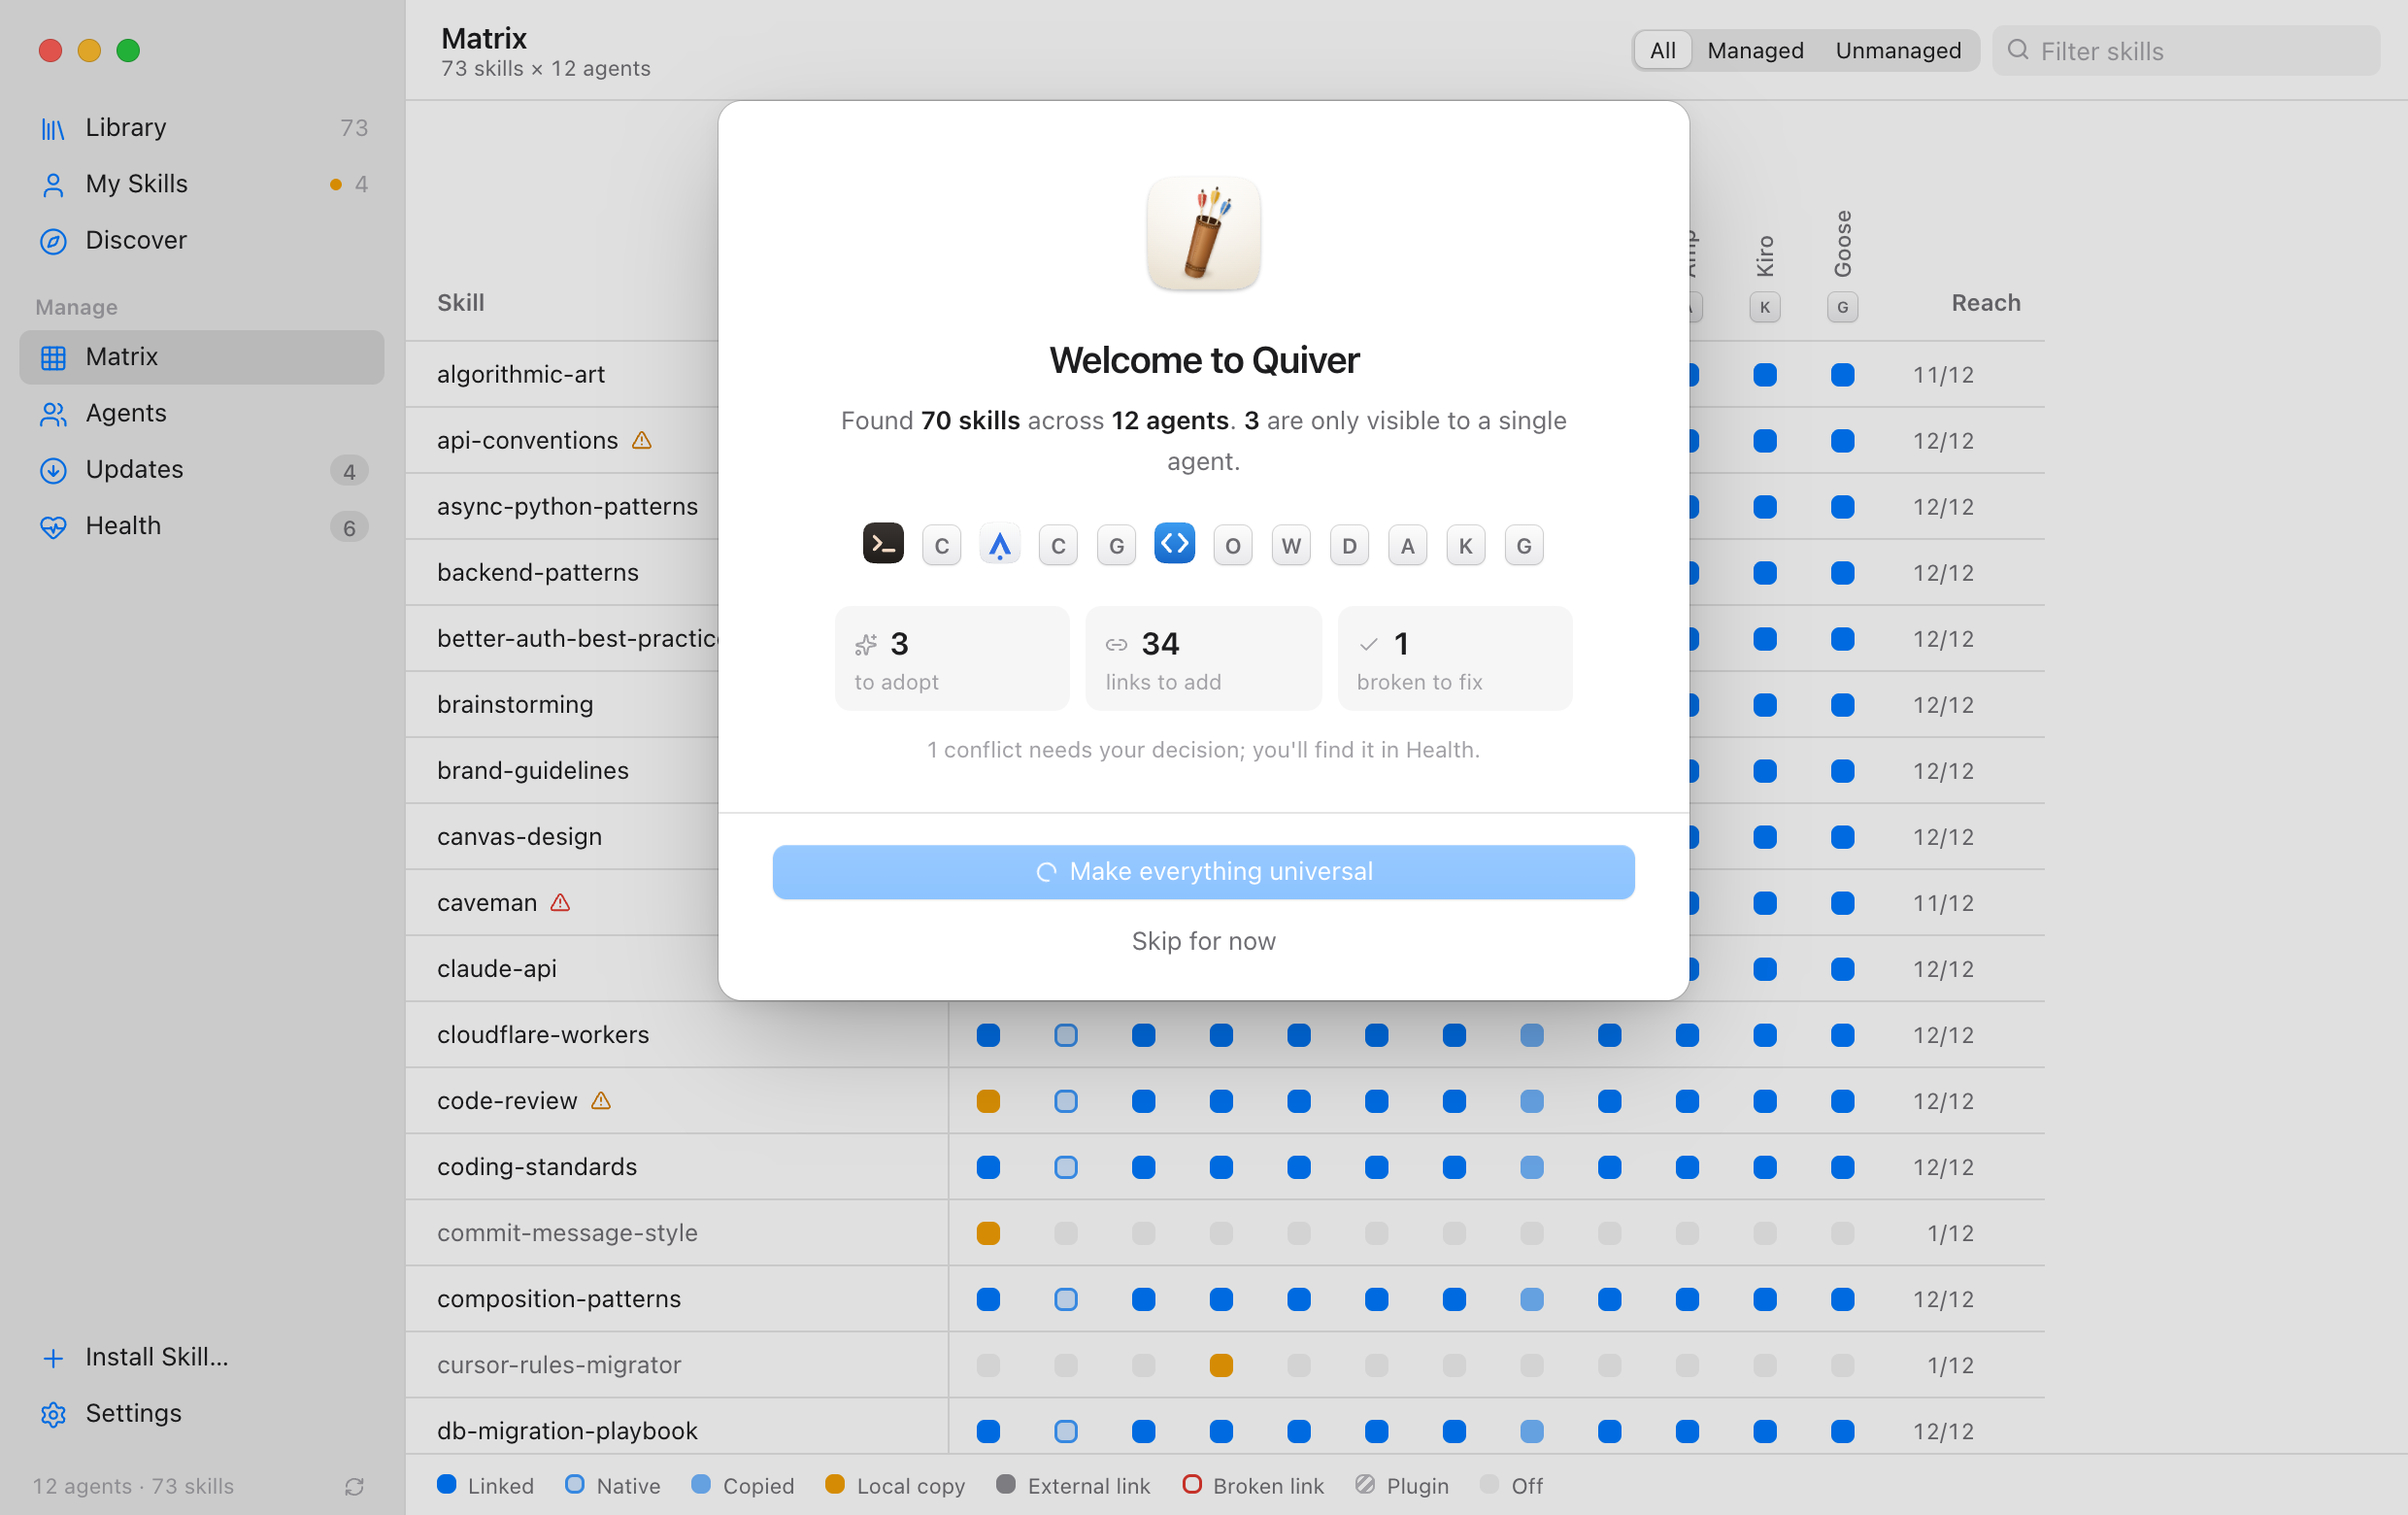 Matrix
73 skills × 12 agents
All
Managed
Unmanaged
Filter skills
Library 73
My Skills 4
Discover
Manage
Matrix
Agents
Updates 4
Health 6
Install Skill...
Settings
12 agents · 73 skills
Skill
Kiro
Goose
K
G
Reach
algorithmic-art 11/12
api-conventions 12/12
async-python-patterns 12/12
backend-patterns 12/12
better-auth-best-practic 12/12
brainstorming 12/12
brand-guidelines 12/12
canvas-design 12/12
caveman 11/12
claude-api 12/12
cloudflare-workers 12/12
code-review 12/12
coding-standards 12/12
commit-message-style 1/12
composition-patterns 12/12
cursor-rules-migrator 1/12
db-migration-playbook 12/12
Linked Native Copied Local copy External link Broken link Plugin Off
Welcome to Quiver
Found 70 skills across 12 agents. 3 are only visible to a single
agent.
C C G O W D A K G
3
to adopt
34
links to add
1
broken to fix
1 conflict needs your decision; you'll find it in Health.
Make everything universal
Skip for now